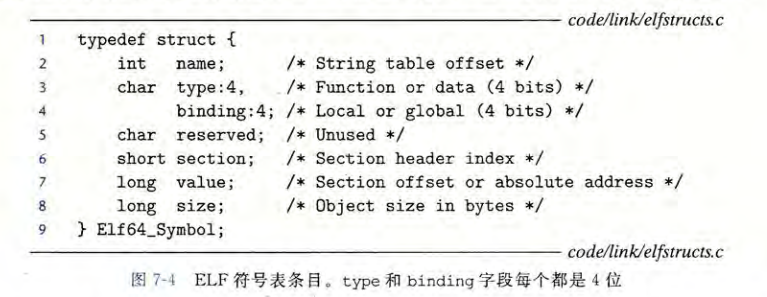 code/link/elfstructs.c
1 typedef struct {
2     int   name;      /* String table offset */
3     char  type:4,    /* Function or data (4 bits) */
4           binding:4; /* Local or global (4 bits) */
5     char  reserved;  /* Unused */
6     short section;   /* Section header index */
7     long  value;     /* Section offset or absolute address */
8     long  size;      /* Object size in bytes */
9 } Elf64_Symbol;
code/link/elfstructs.c
图 7-4 ELF 符号表条目。type 和 binding 字段每个都是 4 位